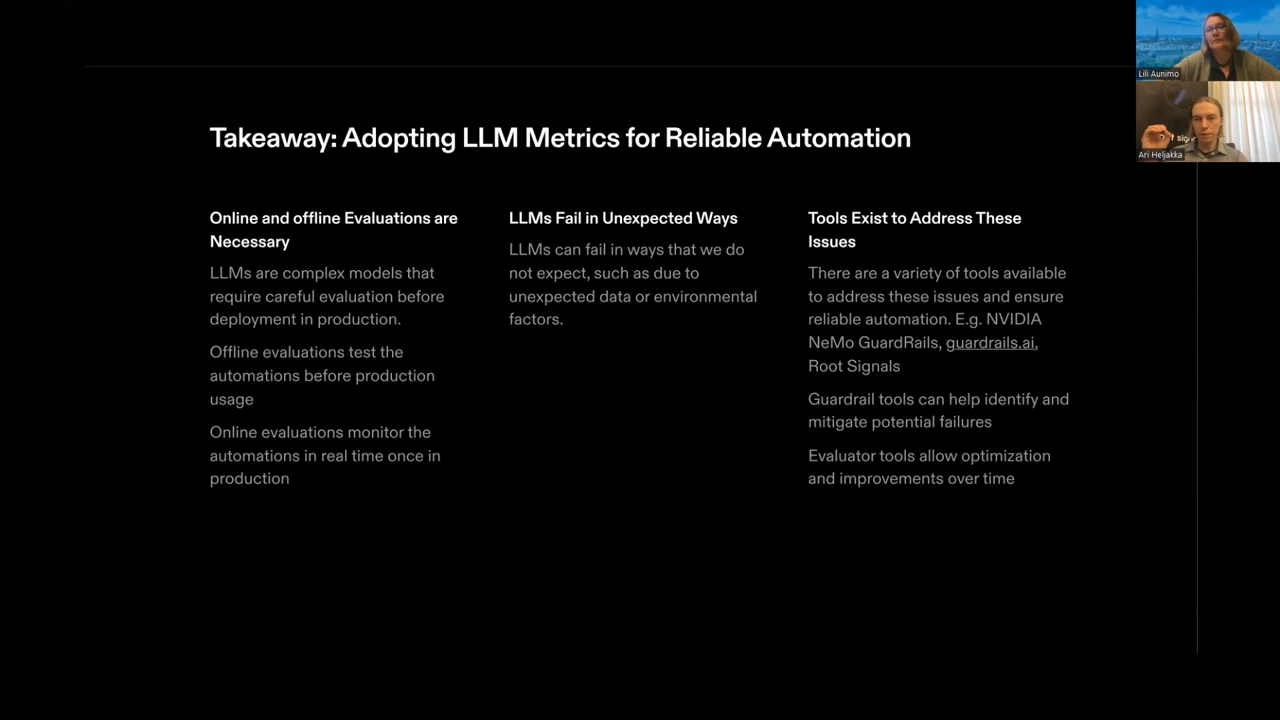 Lili Aunimo
Ari Heljakka
Takeaway: Adopting LLM Metrics for Reliable Automation
Online and offline Evaluations are
Necessary
LLMs are complex models that
require careful evaluation before
deployment in production.
Offline evaluations test the
automations before production
usage
Online evaluations monitor the
automations in real time once in
production
LLMs Fail in Unexpected Ways
LLMs can fail in ways that we do
not expect, such as due to
unexpected data or environmental
factors.
Tools Exist to Address These
Issues
There are a variety of tools available
to address these issues and ensure
reliable automation. E.g. NVIDIA
NeMo GuardRails, guardrails.ai,
Root Signals
Guardrail tools can help identify and
mitigate potential failures
Evaluator tools allow optimization
and improvements over time